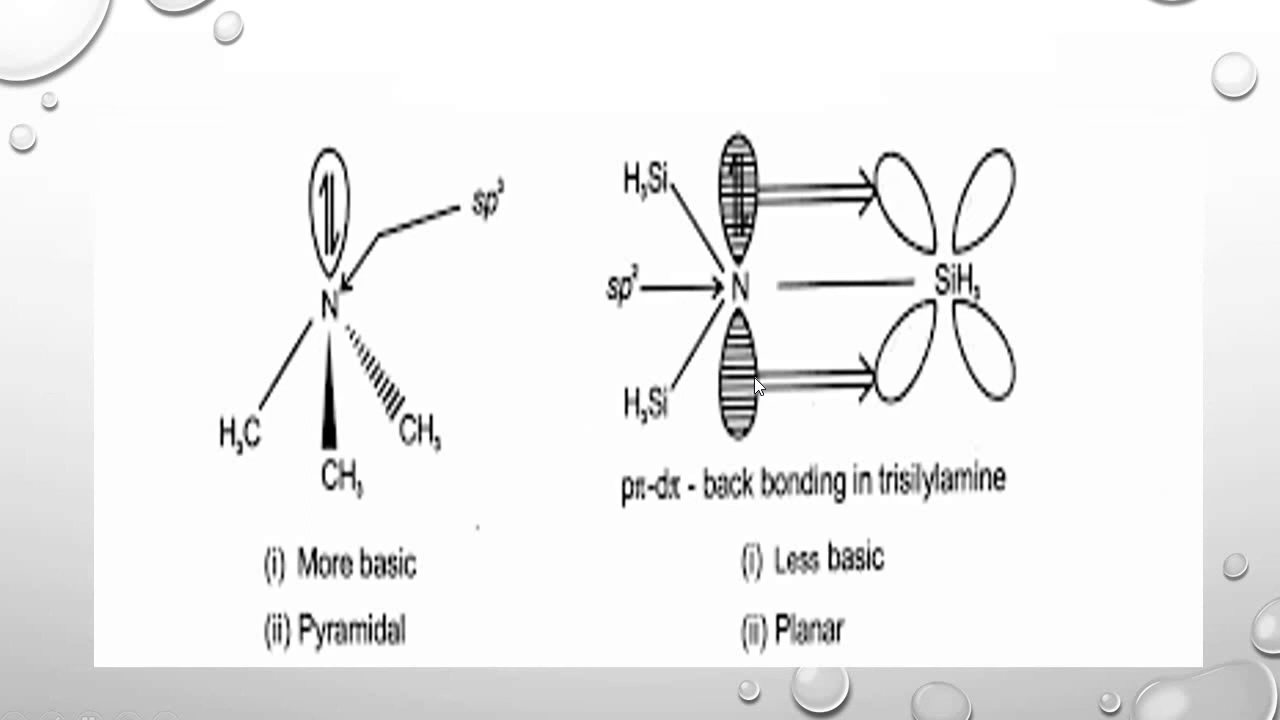 sp³
N
H₃C
CH₃
CH₃
(i) More basic
(ii) Pyramidal
H₃Si
sp²
N
SiH₃
H₃Si
pπ-dπ - back bonding in trisilylamine
(i) Less basic
(ii) Planar